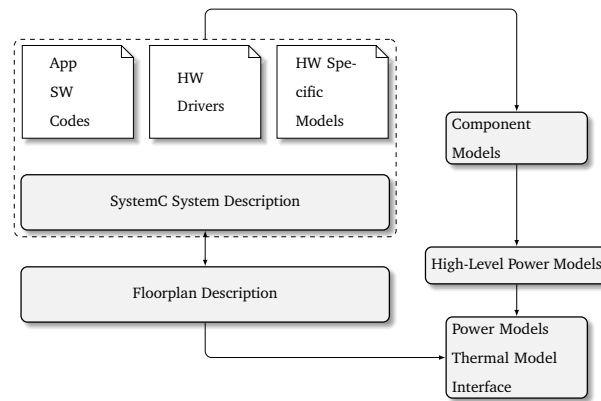 App
SW
Codes
HW
Drivers
HW Spe-
cific
Models
Component
Models
SystemC System Description
High-Level Power Models
Floorplan Description
Power Models
Thermal Model
Interface